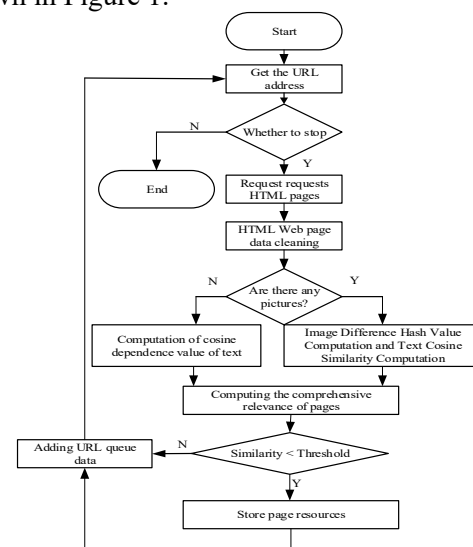 wn in Figure 1.
Start
Get the URL
address
Whether to stop
N
Y
End
Request requests
HTML pages
HTML Web page
data cleaning
N
Y
Are there any
pictures?
Computation of cosine
dependence value of text
Image Difference Hash Value
Computation and Text Cosine
Similarity Computation
Computing the comprehensive
relevance of pages
Adding URL queue
data
N
Similarity < Threshold
Y
Store page resources